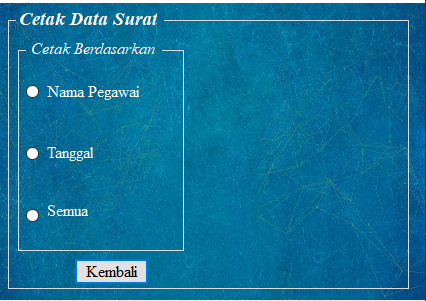 Cetak Data Surat
Cetak Berdasarkan
Nama Pegawai
Tanggal
Semua
Kembali